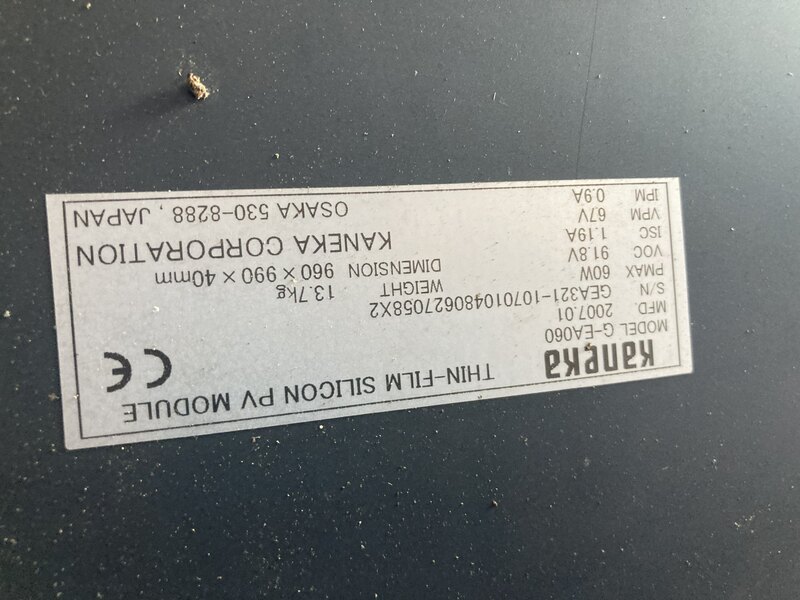 kaneka THIN-FILM SILICON PV MODULE
MODEL G-EA060
MFD. 2007.01
S/N GEA321-10701048062​7058X2
PMAX 60W WEIGHT 13.7kg
VOC 91.8V DIMENSION 960 × 990 × 40mm
ISC 1.19A
VPM 67V
IPM. 0.9A
CE
KANEKA CORPORATION
OSAKA 530-8288 , JAPAN